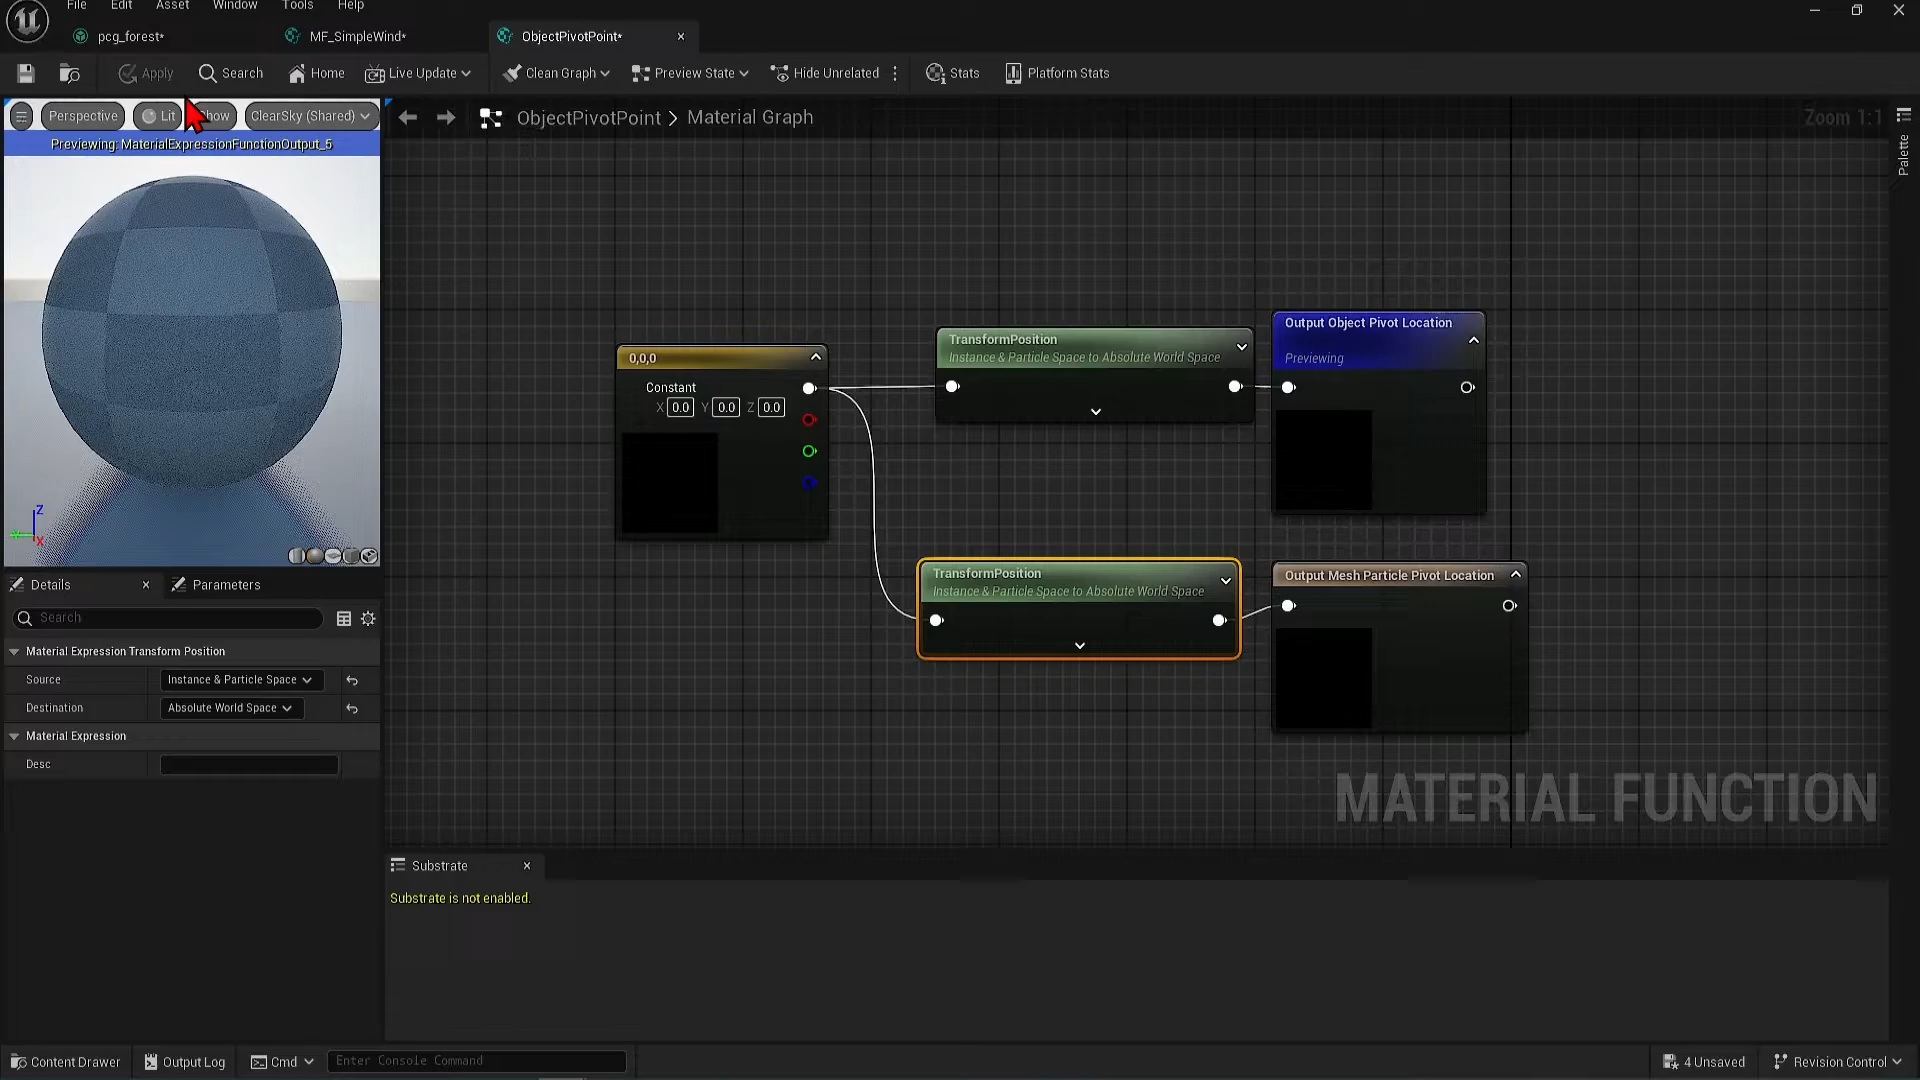 File Edit Asset Window Tools Help
pcg_forest* MF_SimpleWind* ObjectPivotPoint*
Apply Search Home Live Update Clean Graph Preview State Hide Unrelated Stats Platform Stats
Perspective Lit how ClearSky (Shared)
Previewing: MaterialExpressionFunctionOutput_5
ObjectPivotPoint > Material Graph
Zoom 1:1
Palette
0,0,0
Constant
X 0.0 Y 0.0 Z 0.0
TransformPosition
Instance & Particle Space to Absolute World Space
Output Object Pivot Location
Previewing
TransformPosition
Instance & Particle Space to Absolute World Space
Output Mesh Particle Pivot Location
MATERIAL FUNCTION
Z
X
Details Parameters
Search
Material Expression Transform Position
Source Instance & Particle Space
Destination Absolute World Space
Material Expression
Desc
Substrate
Substrate is not enabled.
Content Drawer Output Log Cmd Enter Console Command 4 Unsaved Revision Control